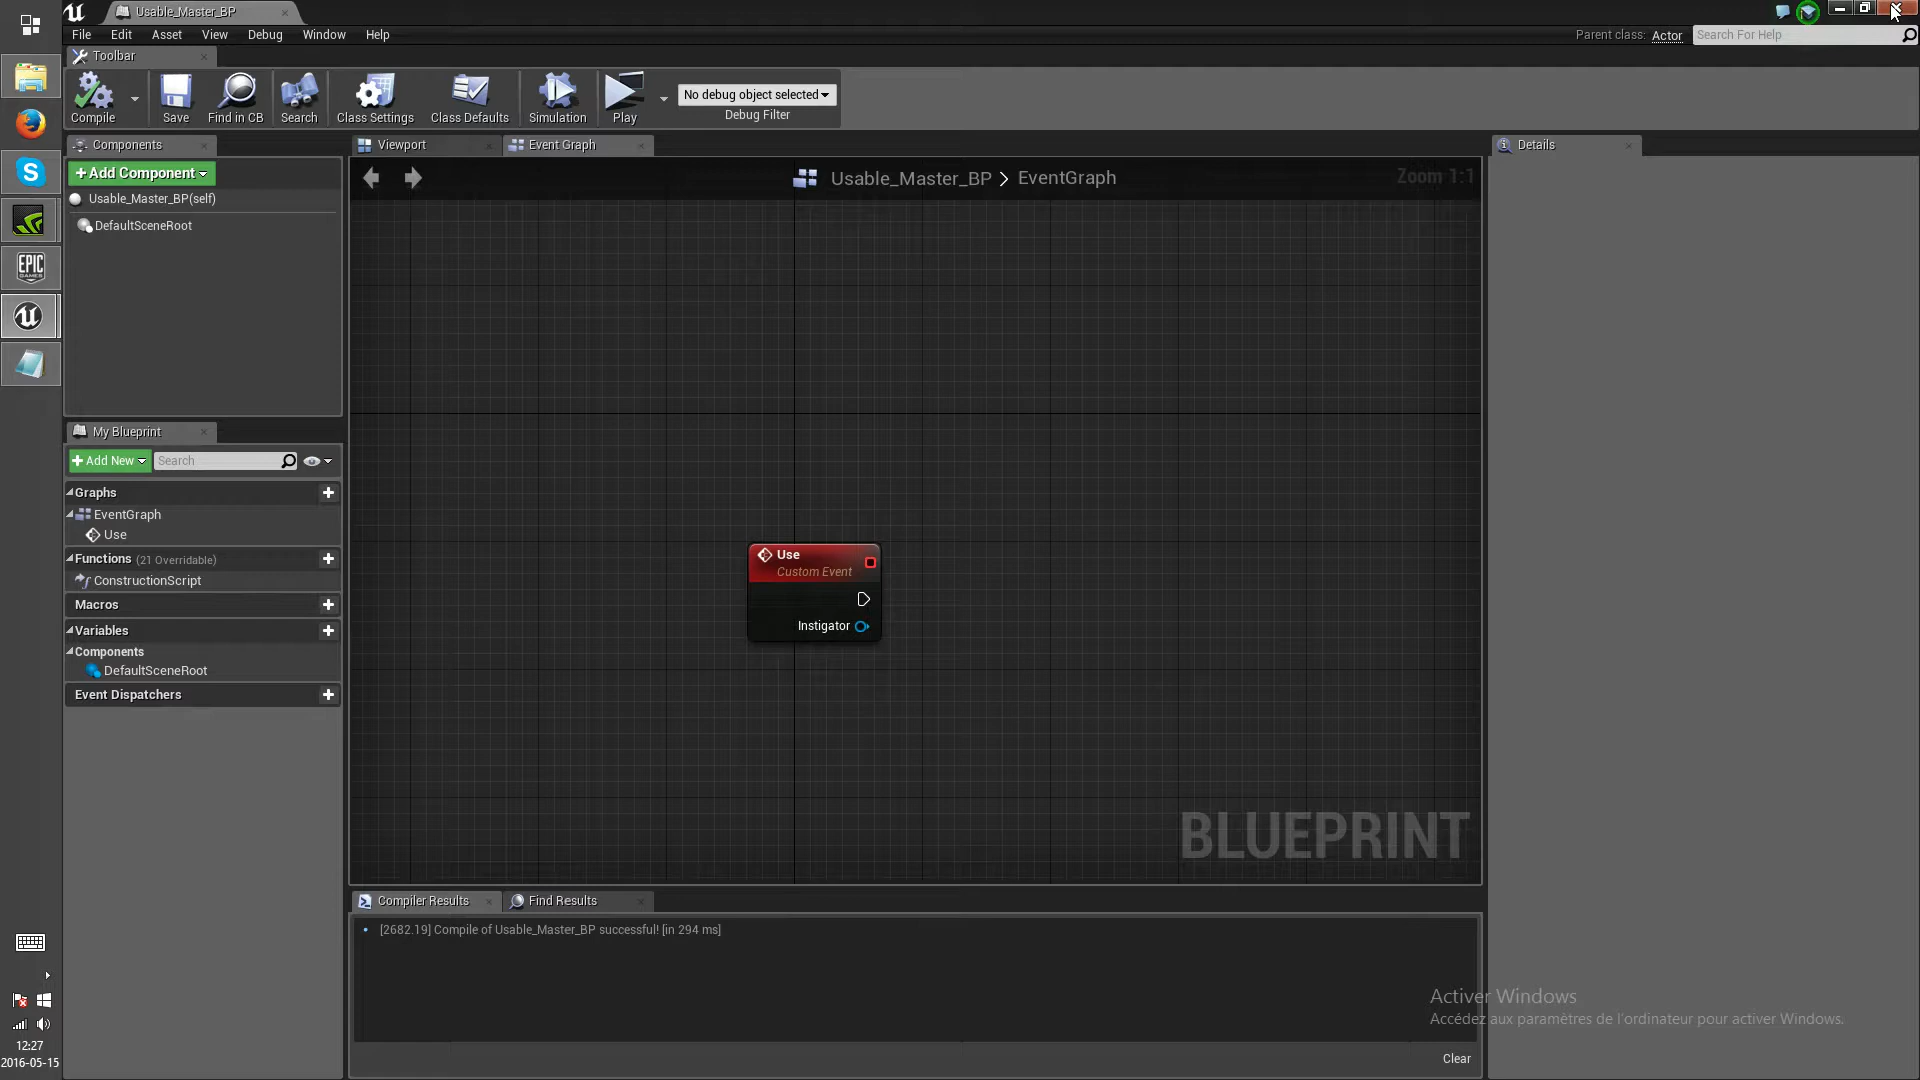 Usable_Master_BP
File Edit Asset View Debug Window Help
Parent class: Actor
Search For Help
Toolbar
Compile
Save
Find in CB
Search
Class Settings
Class Defaults
Simulation
Play
No debug object selected
Debug Filter
Components
+ Add Component
Usable_Master_BP(self)
DefaultSceneRoot
My Blueprint
+ Add New
Search
Graphs
EventGraph
Use
Functions (21 Overridable)
ConstructionScript
Macros
Variables
Components
DefaultSceneRoot
Event Dispatchers
Viewport
Event Graph
Usable_Master_BP > EventGraph
Zoom 1:1
Use
Custom Event
Instigator
BLUEPRINT
Compiler Results
Find Results
[2682.19] Compile of Usable_Master_BP successful! [in 294 ms]
Clear
Details
Activer Windows
Accédez aux paramètres de l'ordinateur pour activer Windows.
EPIC
GAMES
12:27
2016-05-15